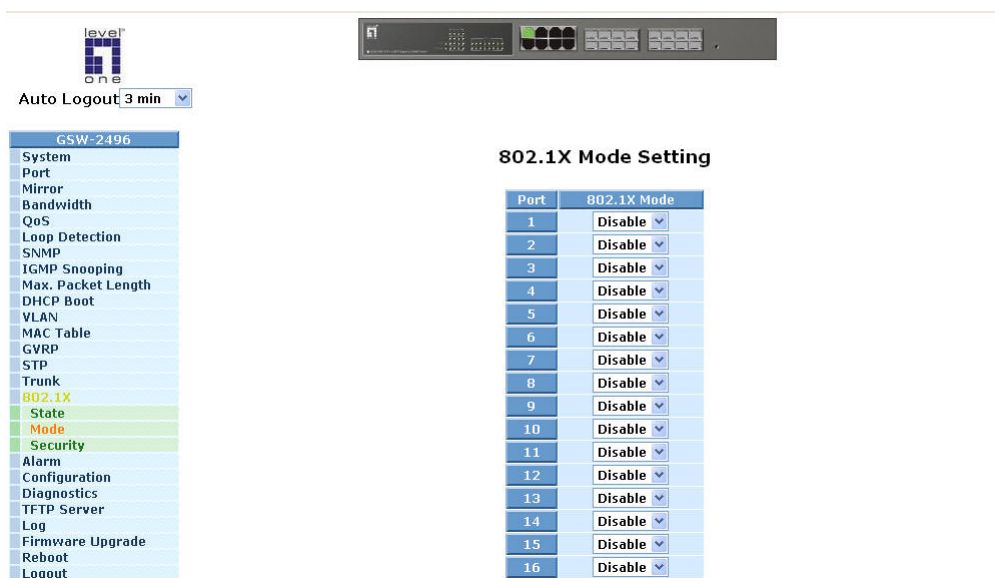 level
one
Auto Logout 3 min
GSW-2496
System
Port
Mirror
Bandwidth
QoS
Loop Detection
SNMP
IGMP Snooping
Max. Packet Length
DHCP Boot
VLAN
MAC Table
GVRP
STP
Trunk
802.1X
State
Mode
Security
Alarm
Configuration
Diagnostics
TFTP Server
Log
Firmware Upgrade
Reboot
Logout
802.1X Mode Setting
Port 802.1X Mode
1 Disable
2 Disable
3 Disable
4 Disable
5 Disable
6 Disable
7 Disable
8 Disable
9 Disable
10 Disable
11 Disable
12 Disable
13 Disable
14 Disable
15 Disable
16 Disable